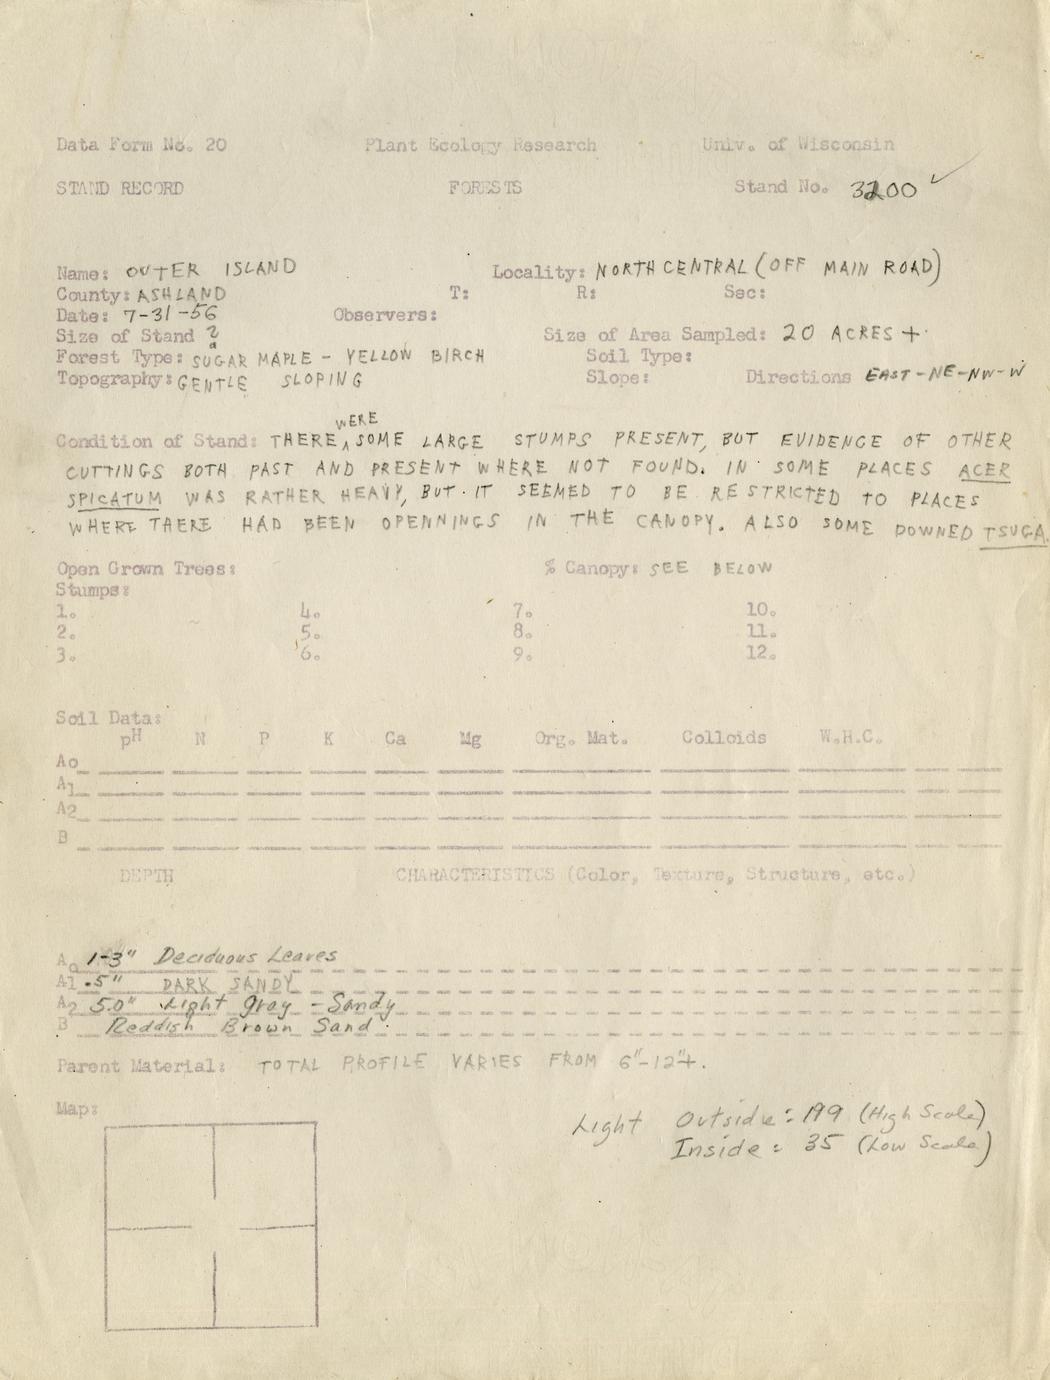 Data Form No. 20 Plant Ecology Research Univ. of Wisconsin
STAND RECORD FORESTS Stand No. 3200 ✓
Name: OUTER ISLAND Locality: NORTH CENTRAL (OFF MAIN ROAD)
County: ASHLAND T: R: Sec:
Date: 7-31-56 Observers:
Size of Stand ? Size of Area Sampled: 20 ACRES +
Forest Type: SUGAR MAPLE - YELLOW BIRCH Soil Type:
Topography: GENTLE SLOPING Slope: Directions EAST-NE-NW-W
WERE
Condition of Stand: THERE ^ SOME LARGE STUMPS PRESENT, BUT EVIDENCE OF OTHER
CUTTINGS BOTH PAST AND PRESENT WHERE NOT FOUND. IN SOME PLACES ACER
SPICATUM WAS RATHER HEAVY, BUT IT SEEMED TO BE RESTRICTED TO PLACES
WHERE THERE HAD BEEN OPENNINGS IN THE CANOPY. ALSO SOME DOWNED TSUGA.
Open Grown Trees: % Canopy: SEE BELOW
Stumps:
1. 4. 7. 10.
2. 5. 8. 11.
3. 6. 9. 12.
Soil Data:
pH N P K Ca Mg Org. Mat. Colloids W.H.C.
Ao
A1
A2
B
DEPTH CHARACTERISTICS (Color, Texture, Structure, etc.)
Ao 1-3" Deciduous Leaves
A1 .5" DARK SANDY
A2 5.0" Light Gray - Sandy
B Reddish Brown Sand
Parent Material: TOTAL PROFILE VARIES FROM 6"-12"+.
Map:
Light Outside: 199 (High Scale)
Inside: 35 (Low Scale)